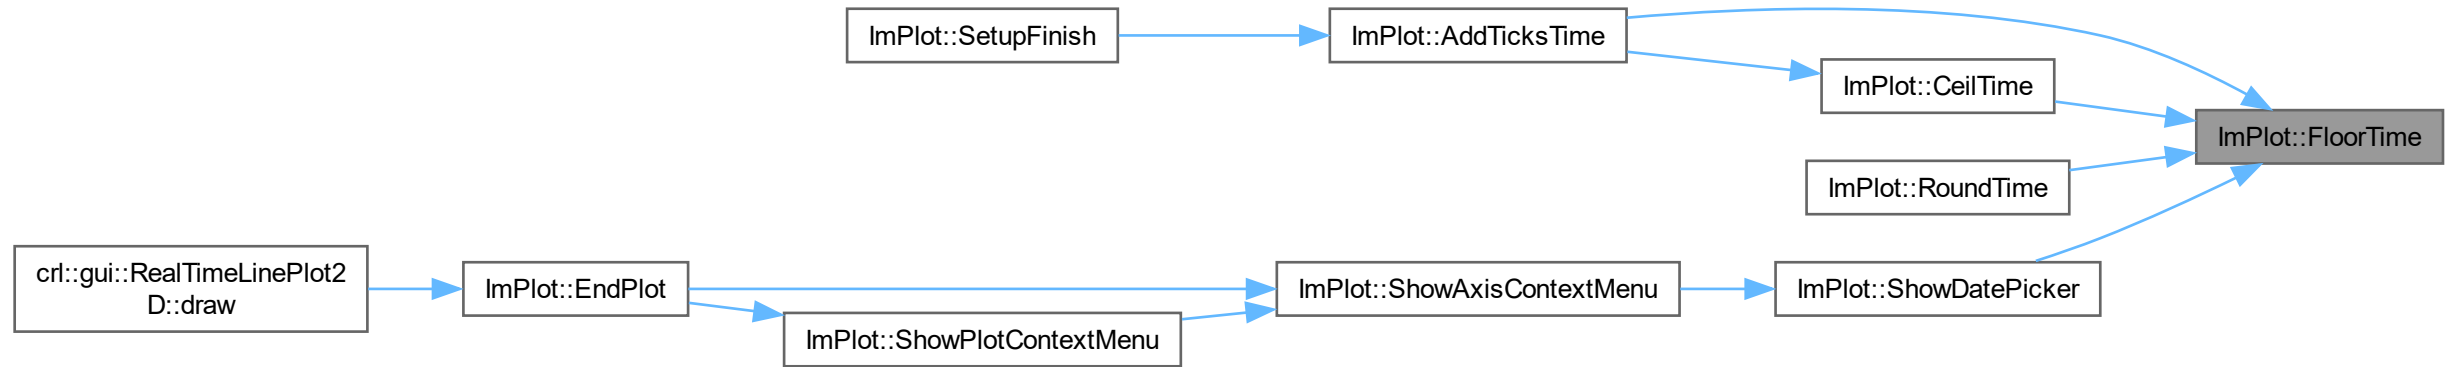 ImPlot::SetupFinish
ImPlot::AddTicksTime
ImPlot::CeilTime
ImPlot::FloorTime
ImPlot::RoundTime
crl::gui::RealTimeLinePlot2
D::draw
ImPlot::EndPlot
ImPlot::ShowAxisContextMenu
ImPlot::ShowDatePicker
ImPlot::ShowPlotContextMenu